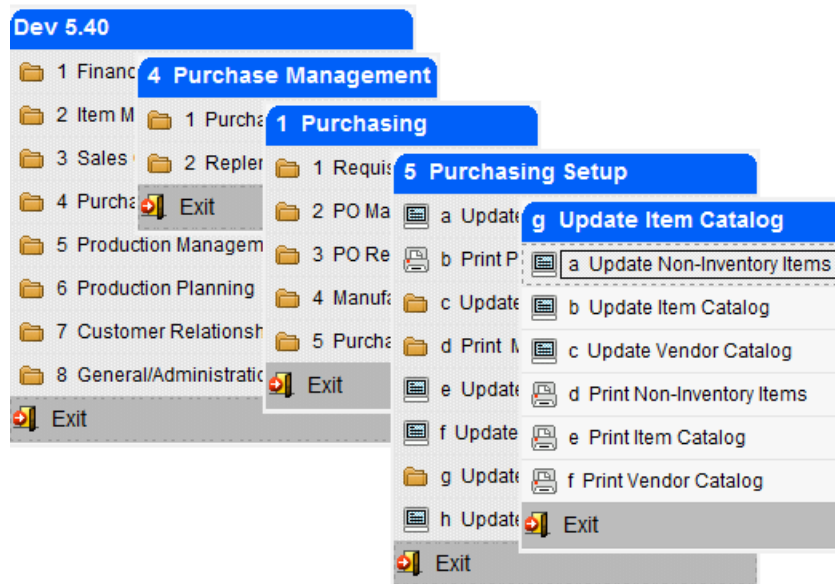 Dev 5.40
1 Financ
2 Item M
3 Sales
4 Purcha
5 Production Managem
6 Production Planning
7 Customer Relationsh
8 General/Administratio
Exit
4 Purchase Management
1 Purcha
2 Replen
Exit
1 Purchasing
1 Requis
2 PO Ma
3 PO Re
4 Manufa
5 Purcha
Exit
5 Purchasing Setup
a Update
b Print P
c Update
d Print M
e Update
f Update
g Update
h Update
Exit
g Update Item Catalog
a Update Non-Inventory Items
b Update Item Catalog
c Update Vendor Catalog
d Print Non-Inventory Items
e Print Item Catalog
f Print Vendor Catalog
Exit